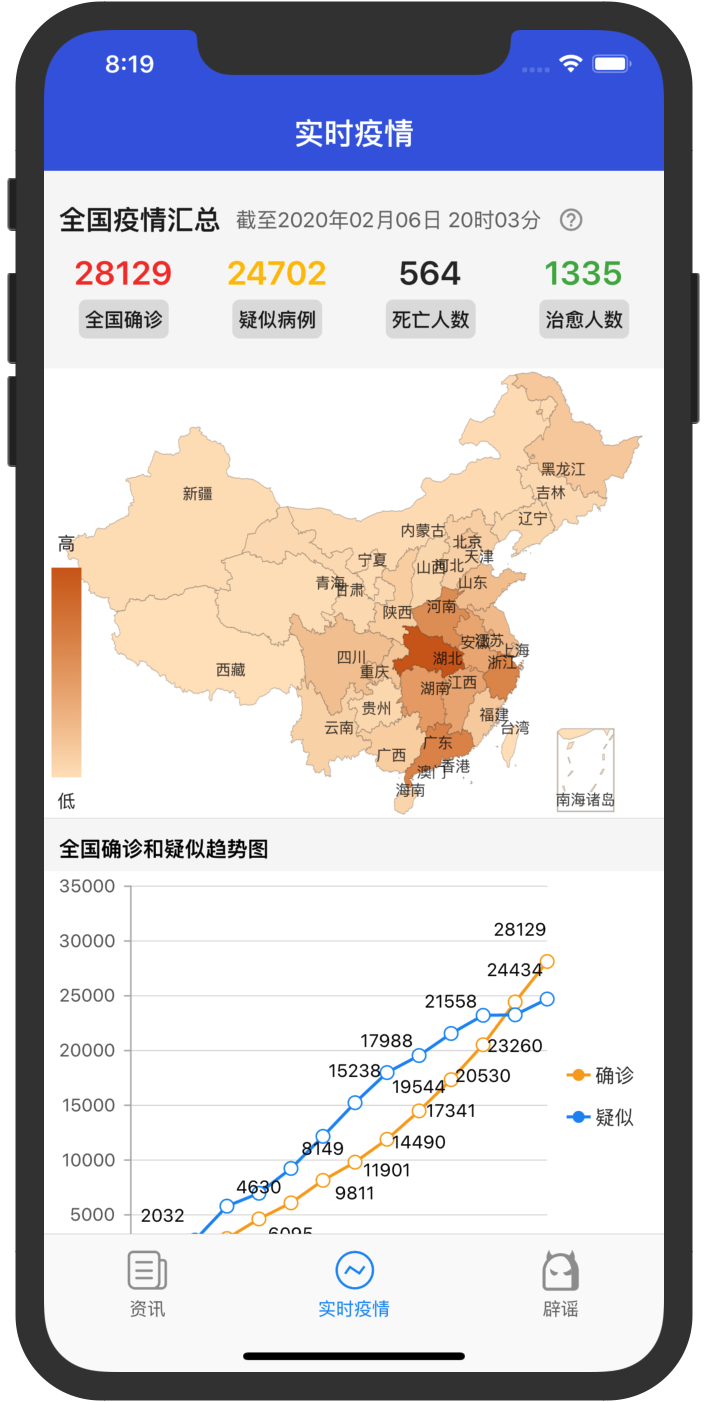 8:19
实时疫情
全国疫情汇总 截至2020年02月06日 20时03分 ?
28129 24702 564 1335
全国确诊 疑似病例 死亡人数 治愈人数
黑龙江
新疆 吉林
辽宁
内蒙古
高 北京
天津
宁夏 山西 河北
青海 甘肃 山东
陕西 河南
安徽 江苏
上海
四川 湖北 浙江
西藏 重庆
湖南 江西
贵州
福建
云南 台湾
广东
广西
香港
澳门
海南
低 南海诸岛
全国确诊和疑似趋势图
35000
28129
30000
24434
25000
21558
17988
20000 23260
15238 20530
19544
确诊
15000 17341
疑似
14490
8149
10000 11901
4630 9811
5000 2032
6095
资讯 实时疫情 辟谣